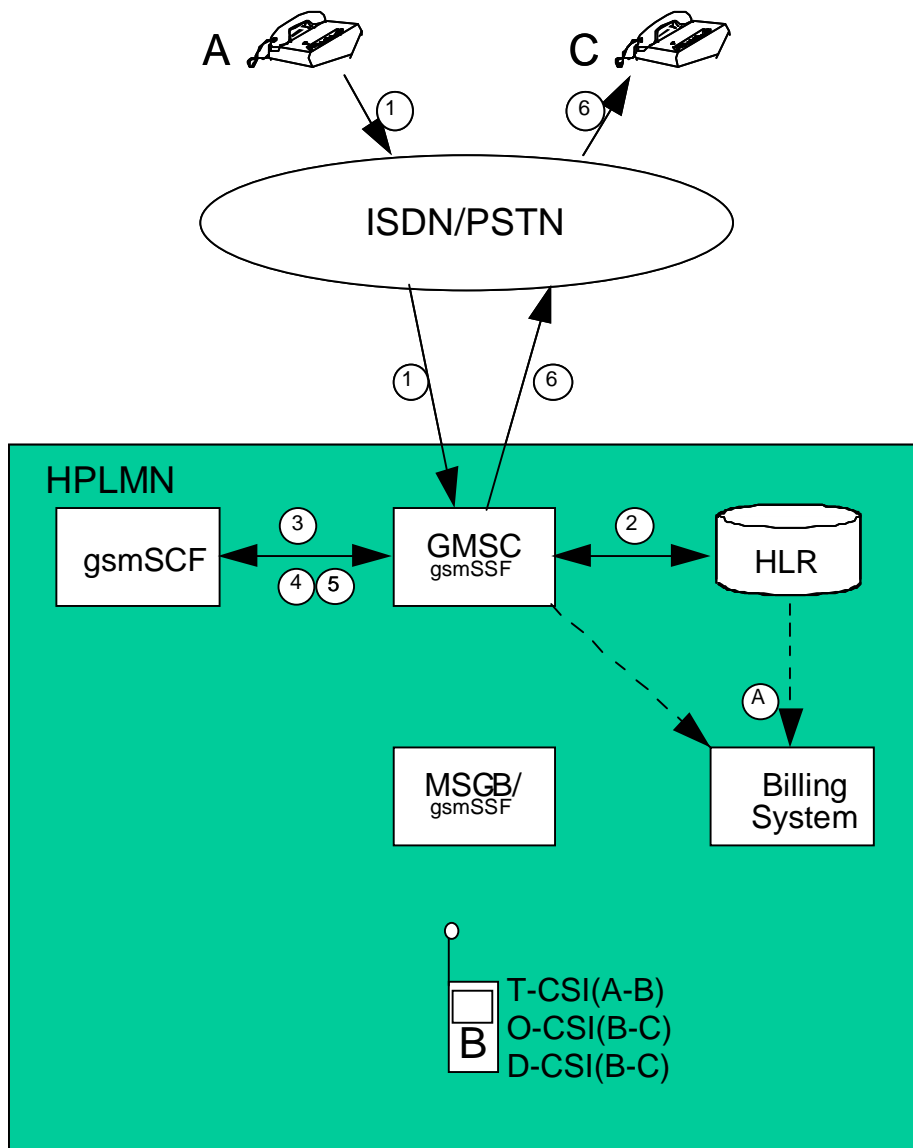 A
C
1
6
ISDN/PSTN
1
6
HPLMN
gsmSCF
3
4
5
GMSC
gsmSSF
2
HLR
A
MSCB/
gsmSSF
Billing
System
B
T-CSI(A-B)
O-CSI(B-C)
D-CSI(B-C)